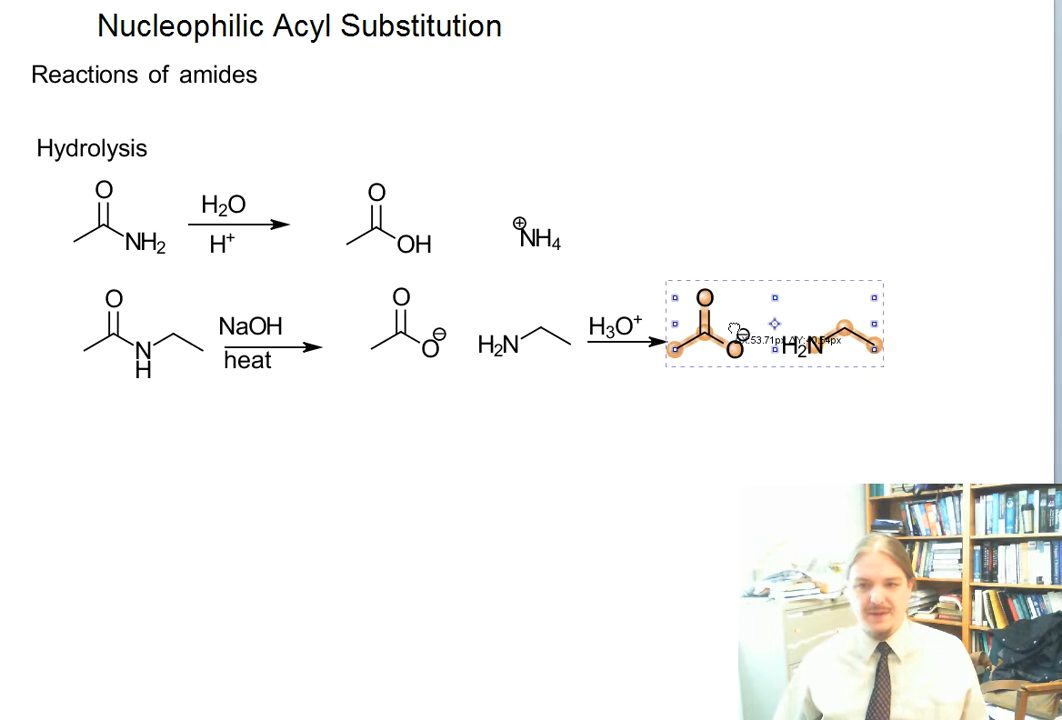 Nucleophilic Acyl Substitution
Reactions of amides
Hydrolysis
O NH₂ H₂O H⁺ O OH ⊕ NH₄
O N H NaOH heat O O ⊖ H₂N H₃O⁺ O O ⊖ H₂N